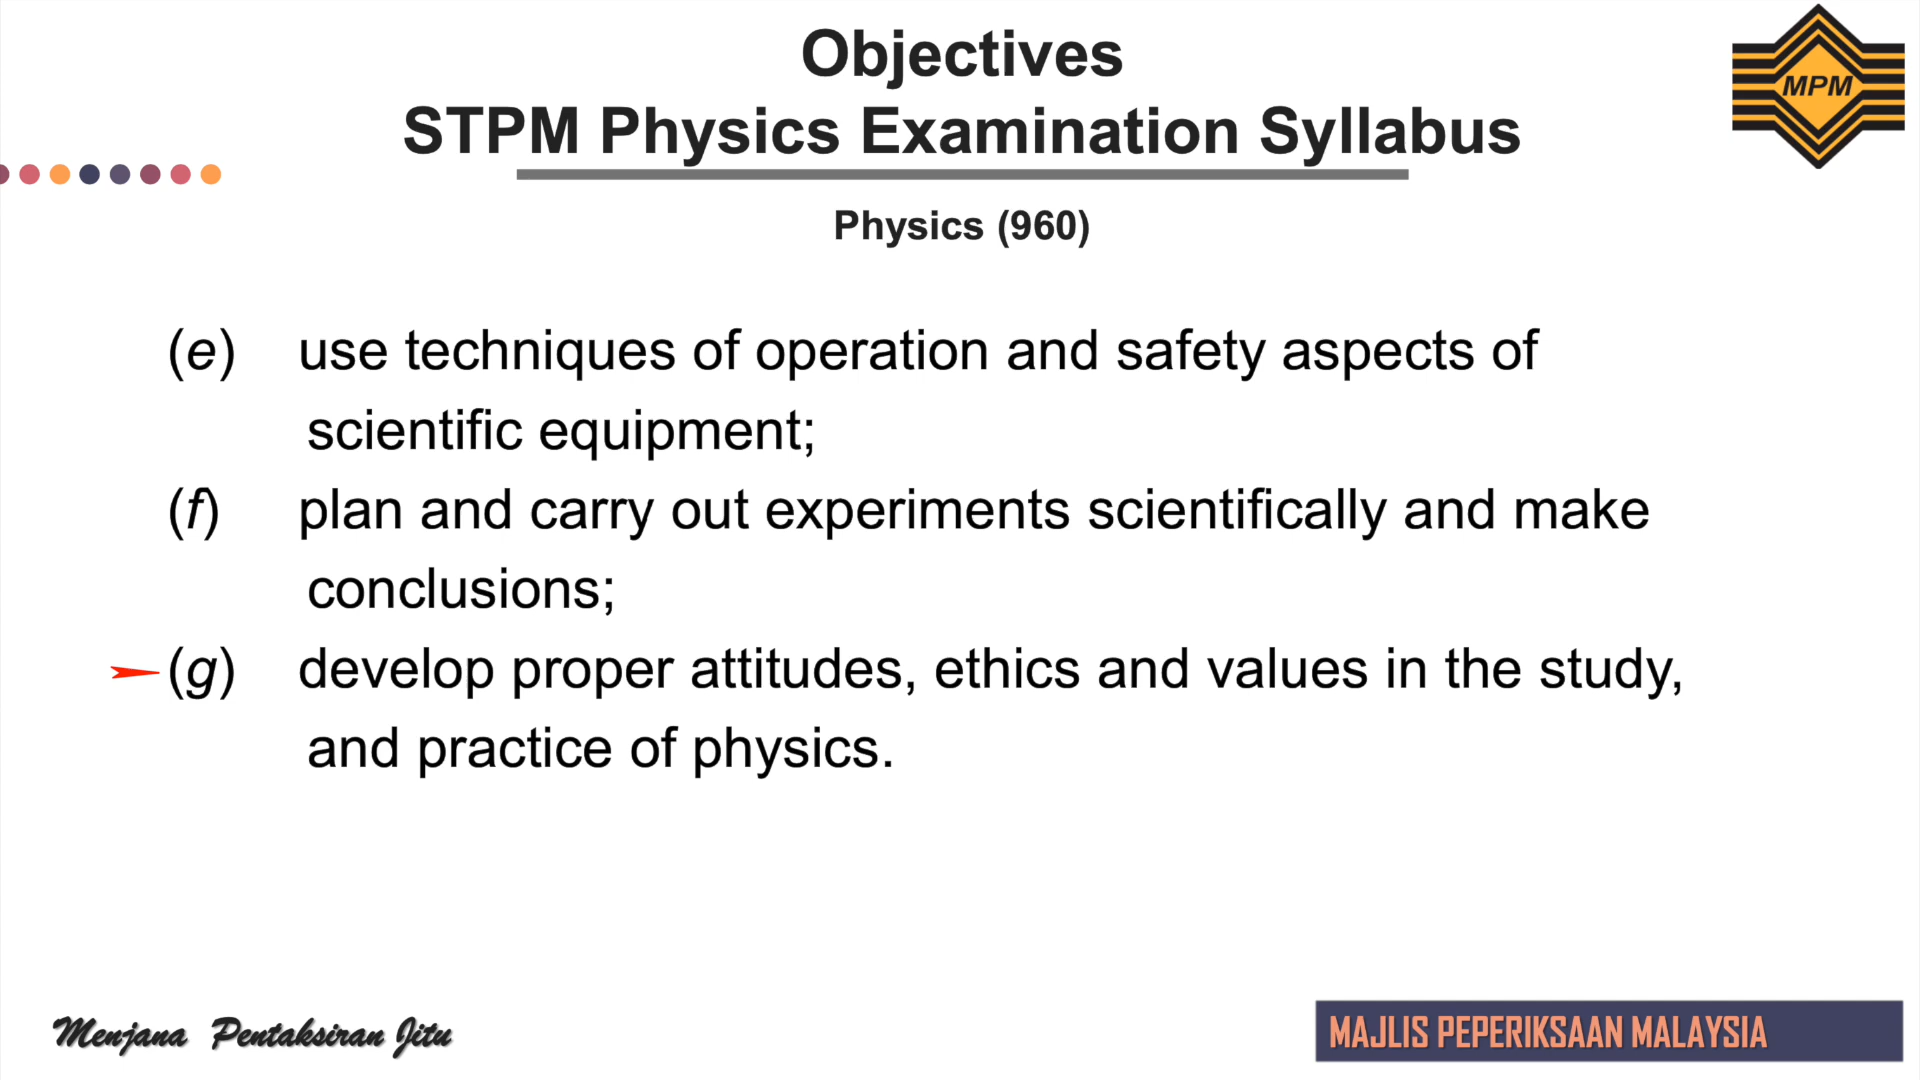 Objectives
STPM Physics Examination Syllabus
MPM
Physics (960)
(e) use techniques of operation and safety aspects of
scientific equipment;
(f) plan and carry out experiments scientifically and make
conclusions;
(g) develop proper attitudes, ethics and values in the study,
and practice of physics.
Menjana Pentaksiran Jitu
MAJLIS PEPERIKSAAN MALAYSIA